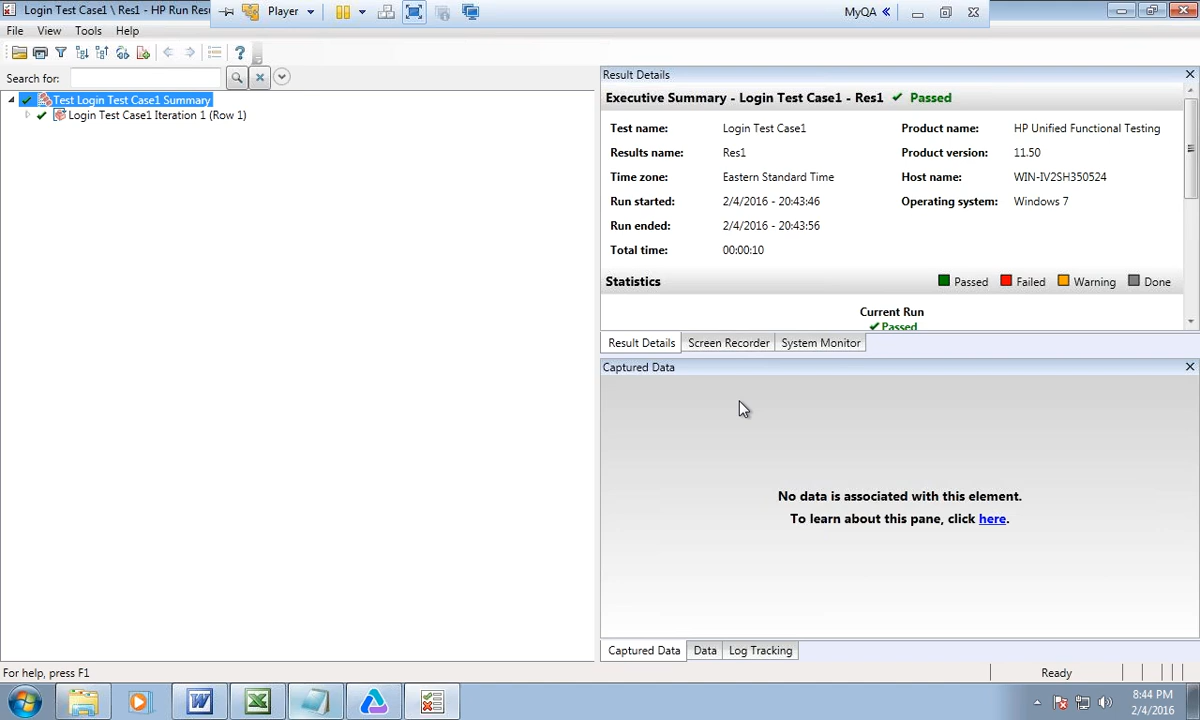 Login Test Case1 \ Res1 - HP Run Resu
Player
MyQA
File View Tools Help
Search for:
Test Login Test Case1 Summary
Login Test Case1 Iteration 1 (Row 1)
Result Details
Executive Summary - Login Test Case1 - Res1 Passed
Test name: Login Test Case1 Product name: HP Unified Functional Testing
Results name: Res1 Product version: 11.50
Time zone: Eastern Standard Time Host name: WIN-IV2SH350524
Run started: 2/4/2016 - 20:43:46 Operating system: Windows 7
Run ended: 2/4/2016 - 20:43:56
Total time: 00:00:10
Statistics Passed Failed Warning Done
Current Run
Passed
Result Details Screen Recorder System Monitor
Captured Data
No data is associated with this element.
To learn about this pane, click here.
Captured Data Data Log Tracking
For help, press F1 Ready
8:44 PM
2/4/2016